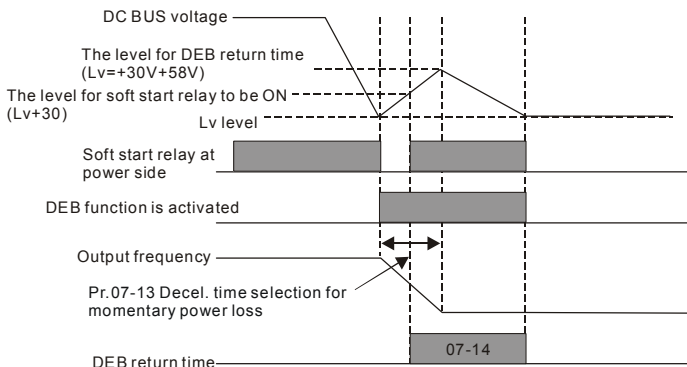 DC BUS voltage
The level for DEB return time
(Lv=+30V+58V)
The level for soft start relay to be ON
(Lv+30)
Lv level
Soft start relay at
power side
DEB function is activated
Output frequency
Pr.07-13 Decel. time selection for
momentary power loss
07-14
DEB return time